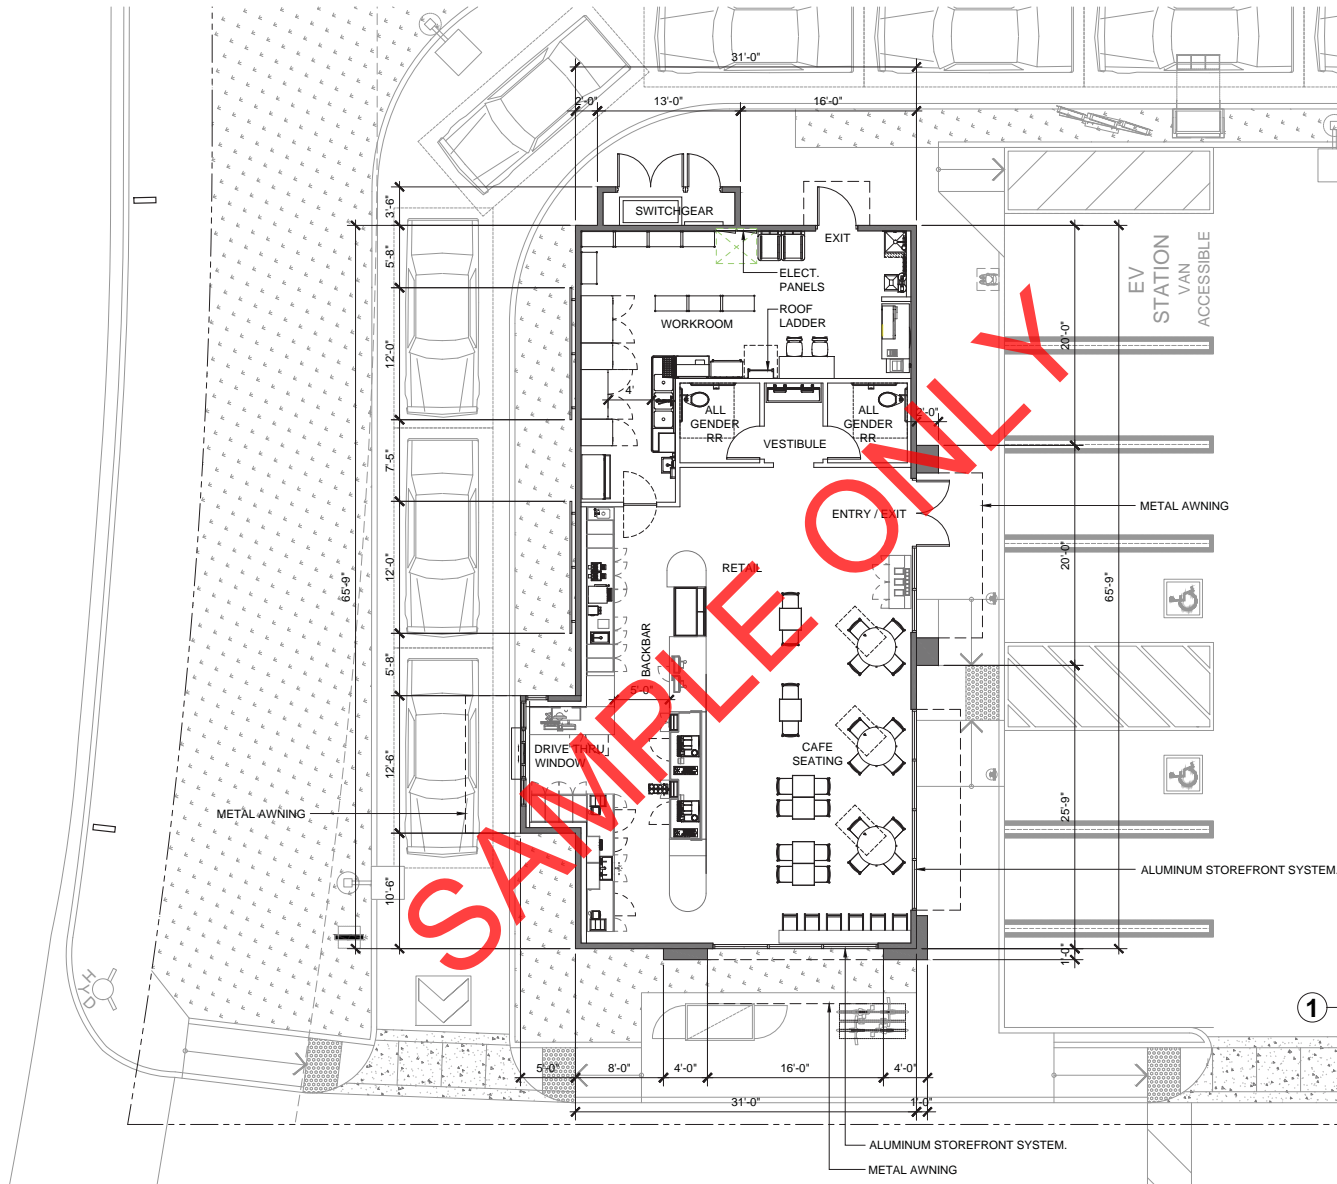 31'-0"
2'-0"
13'-0"
16'-0"
3'-6"
SWITCHGEAR
EXIT
5'-8"
ELECT.
PANELS
EV
STATION
VAN
ACCESSIBLE
ROOF
LADDER
WORKROOM
20'-0"
12'-0"
4'
ALL
GENDER
RR
ALL
GENDER
RR
2'-0"
VESTIBULE
7'-5"
ENTRY / EXIT
METAL AWNING
RETAIL
12'-0"
65'-9"
20'-0"
65'-9"
BACKBAR
5'-8"
5'-0"
DRIVE THRU
WINDOW
CAFE
SEATING
12'-6"
METAL AWNING
25'-9"
ALUMINUM STOREFRONT SYSTEM.
10'-6"
SAMPLE ONLY
1'-0"
HYD
1
5'-0"
8'-0"
4'-0"
16'-0"
4'-0"
31'-0"
1'-0"
ALUMINUM STOREFRONT SYSTEM.
METAL AWNING